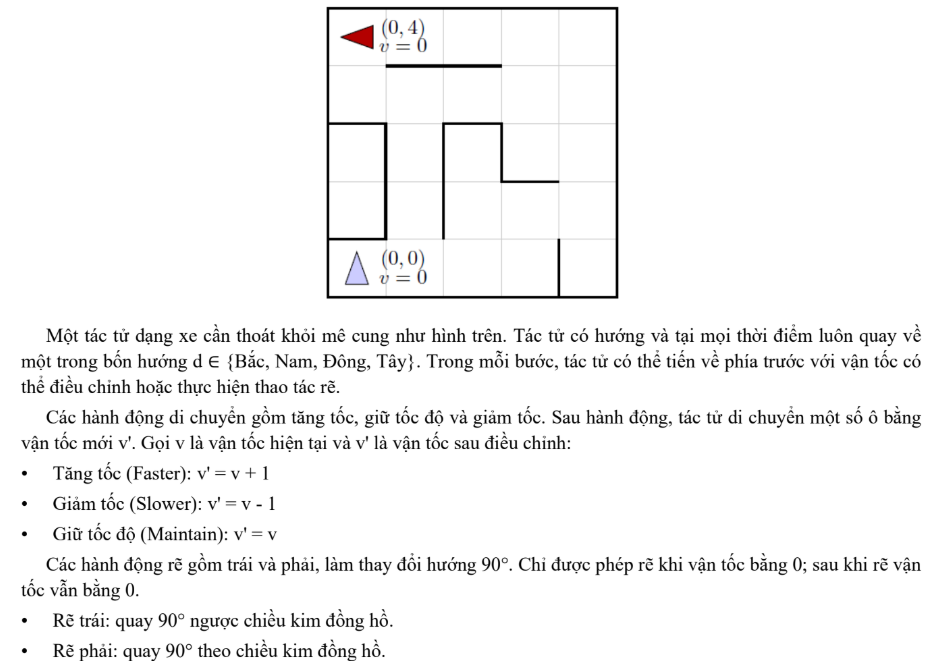 (0, 4)
v = 0
(0, 0)
v = 0
Một tác tử dạng xe cần thoát khỏi mê cung như hình trên. Tác tử có hướng và tại mọi thời điểm luôn quay về
một trong bốn hướng d ∈ {Bắc, Nam, Đông, Tây}. Trong mỗi bước, tác tử có thể tiến về phía trước với vận tốc có
thể điều chỉnh hoặc thực hiện thao tác rẽ.
Các hành động di chuyển gồm tăng tốc, giữ tốc độ và giảm tốc. Sau hành động, tác tử di chuyển một số ô bằng
vận tốc mới v'. Gọi v là vận tốc hiện tại và v' là vận tốc sau điều chỉnh:
• Tăng tốc (Faster): v' = v + 1
• Giảm tốc (Slower): v' = v - 1
• Giữ tốc độ (Maintain): v' = v
Các hành động rẽ gồm trái và phải, làm thay đổi hướng 90°. Chỉ được phép rẽ khi vận tốc bằng 0; sau khi rẽ vận
tốc vẫn bằng 0.
• Rẽ trái: quay 90° ngược chiều kim đồng hồ.
• Rẽ phải: quay 90° theo chiều kim đồng hồ.